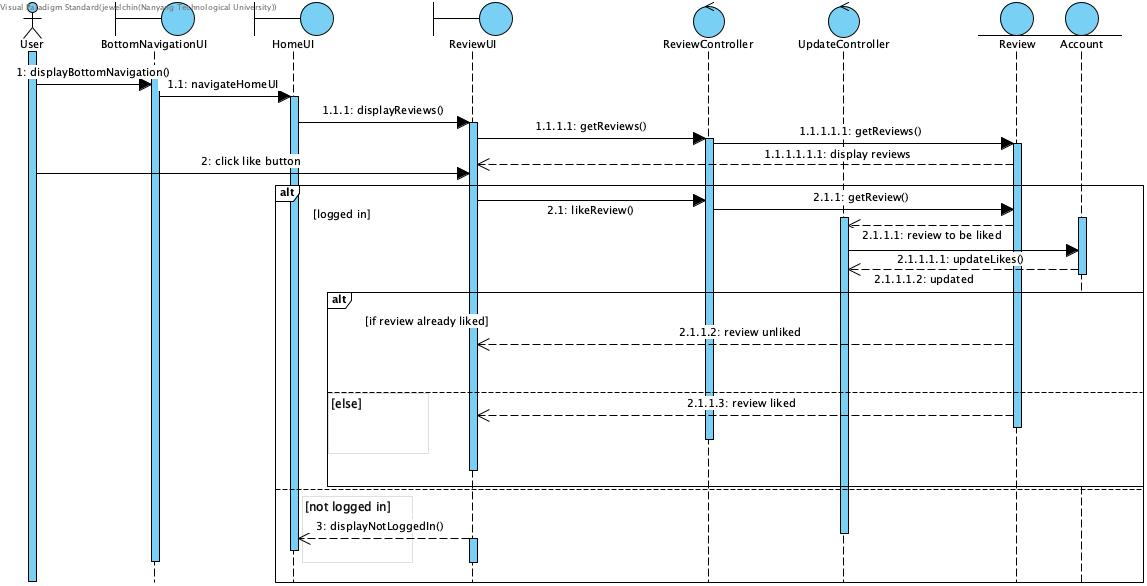 Visual Paradigm Standard(jewelchin(Nanyang Technological University))
User
BottomNavigationUI
HomeUI
ReviewUI
ReviewController
UpdateController
Review
Account
1: displayBottomNavigation()
1.1: navigateHomeUI
1.1.1: displayReviews()
1.1.1.1: getReviews()
1.1.1.1.1: getReviews()
1.1.1.1.1.1: display reviews
2: click like button
alt
[logged in]
2.1: likeReview()
2.1.1: getReview()
2.1.1.1: review to be liked
2.1.1.1.1: updateLikes()
2.1.1.1.2: updated
alt
[if review already liked]
2.1.1.2: review unliked
[else]
2.1.1.3: review liked
[not logged in]
3: displayNotLoggedIn()